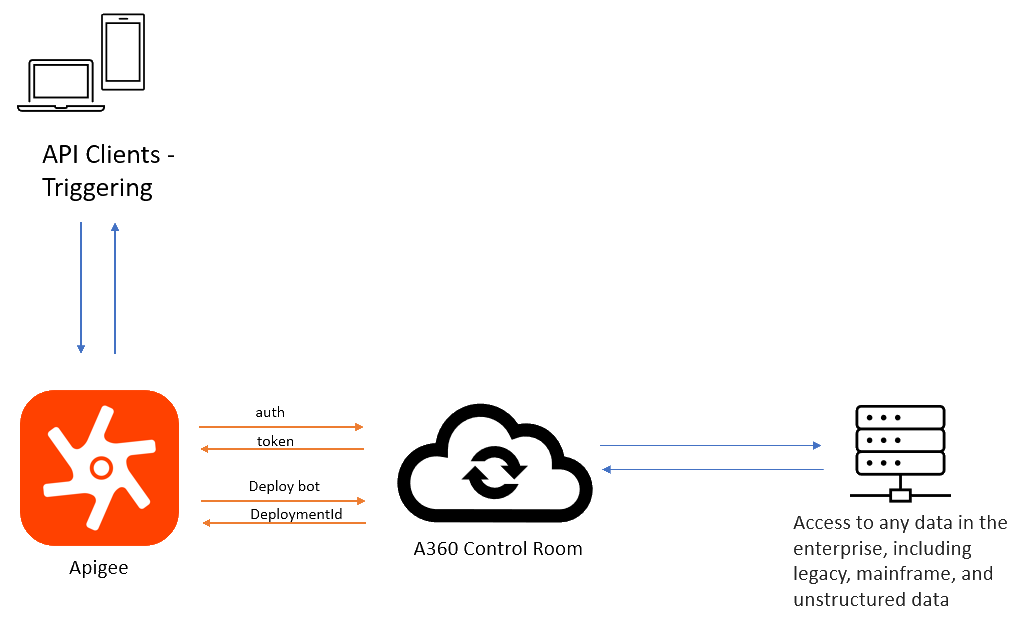 API Clients -
Triggering
auth
token
Deploy bot
DeploymentId
Apigee
A360 Control Room
Access to any data in the
enterprise, including
legacy, mainframe, and
unstructured data